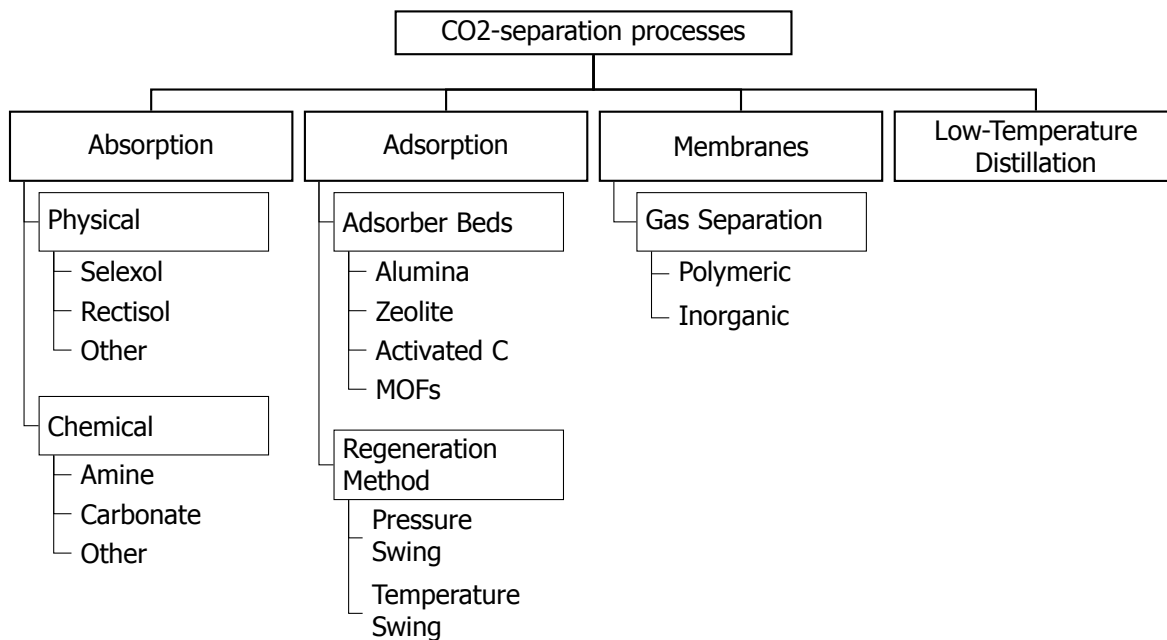 CO2-separation processes
Absorption
Physical
Selexol
Rectisol
Other
Chemical
Amine
Carbonate
Other
Adsorption
Adsorber Beds
Alumina
Zeolite
Activated C
MOFs
Regeneration
Method
Pressure
Swing
Temperature
Swing
Membranes
Gas Separation
Polymeric
Inorganic
Low-Temperature
Distillation